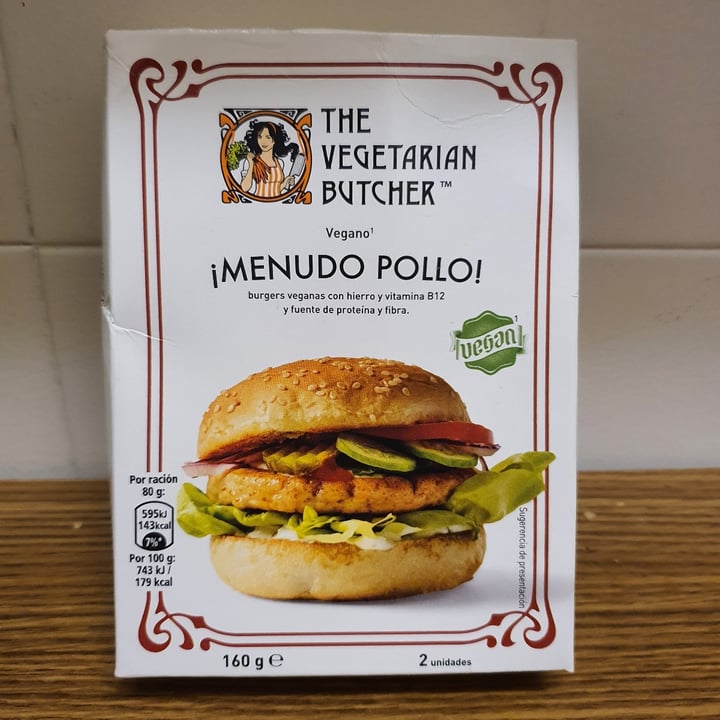 THE
VEGETARIAN
BUTCHER™
Vegano¹
¡MENUDO POLLO!
burgers veganas con hierro y vitamina B12
y fuente de proteína y fibra.
vegan¹
Por ración
80 g:
595kJ
143kcal
7%*
Por 100 g:
743 kJ /
179 kcal
Sugerencia de presentación
160 g ℮
2 unidades